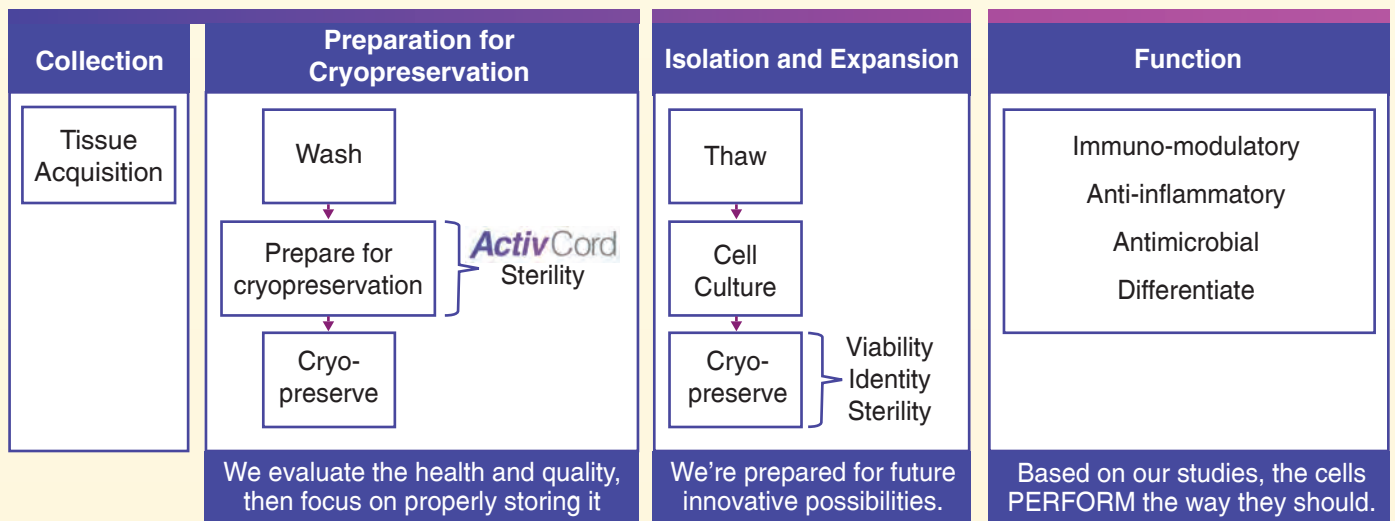 Collection
Tissue
Acquisition
Preparation for
Cryopreservation
Wash
Prepare for
cryopreservation
ActivCord
Sterility
Cryo-
preserve
We evaluate the health and quality,
then focus on properly storing it
Isolation and Expansion
Thaw
Cell
Culture
Cryo-
preserve
Viability
Identity
Sterility
We’re prepared for future
innovative possibilities.
Function
Immuno-modulatory
Anti-inflammatory
Antimicrobial
Differentiate
Based on our studies, the cells
PERFORM the way they should.